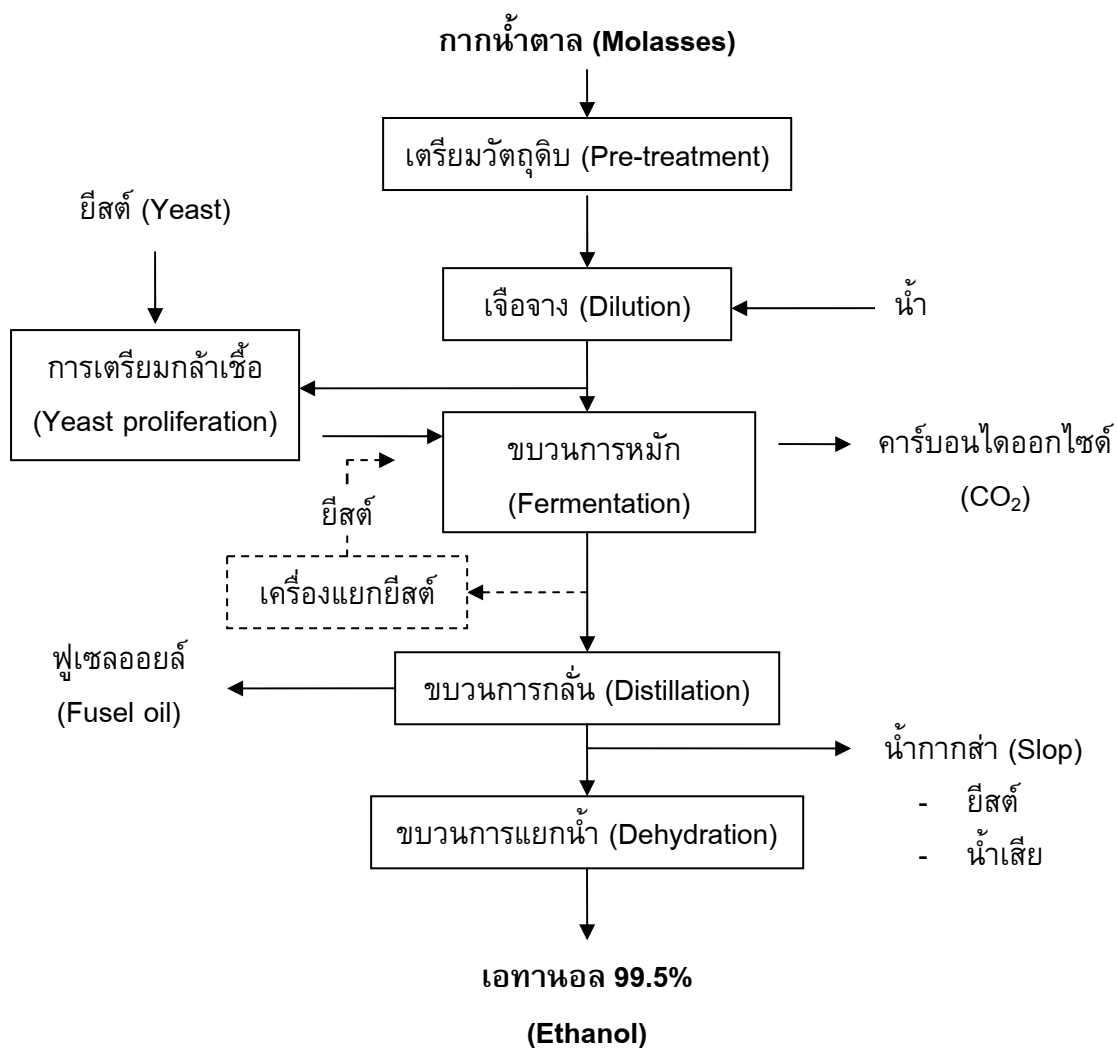 กากน้ำตาล (Molasses)
เตรียมวัตถุดิบ (Pre-treatment)
ยีสต์ (Yeast)
เจือจาง (Dilution)
น้ำ
การเตรียมกล้าเชื้อ
(Yeast proliferation)
ขบวนการหมัก
(Fermentation)
คาร์บอนไดออกไซด์
(CO₂)
ยีสต์
เครื่องแยกยีสต์
ฟูเซลออยล์
(Fusel oil)
ขบวนการกลั่น (Distillation)
น้ำกากส่า (Slop)
- ยีสต์
- น้ำเสีย
ขบวนการแยกน้ำ (Dehydration)
เอทานอล 99.5%
(Ethanol)